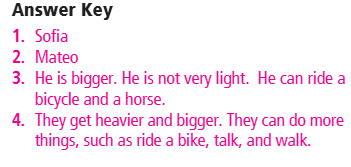 Answer Key
1. Sofia
2. Mateo
3. He is bigger. He is not very light. He can ride a
bicycle and a horse.
4. They get heavier and bigger. They can do more
things, such as ride a bike, talk, and walk.